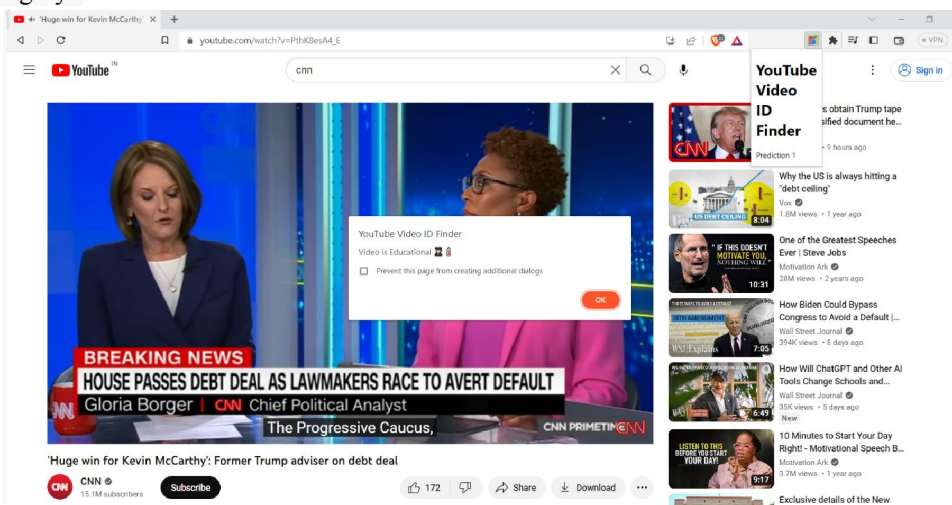 'Huge win for Kevin McCarthy
youtube.com/watch?v=PthK8esA4_E
VPN
YouTube IN
cnn
Sign in
YouTube
Video
ID
Finder
Prediction 1
YouTube Video ID Finder
Video is Educational
Prevent this page from creating additional dialogs
OK
BREAKING NEWS
HOUSE PASSES DEBT DEAL AS LAWMAKERS RACE TO AVERT DEFAULT
Gloria Borger | CNN Chief Political Analyst
The Progressive Caucus,
CNN PRIMETIME
CNN
'Huge win for Kevin McCarthy': Former Trump adviser on debt deal
CNN
15.1M subscribers
Subscribe
172
Share
Download
CNN
obtain Trump tape
sified document he...
9 hours ago
US DEBT CEILING
8:04
Why the US is always hitting a
"debt ceiling'
Vox
1.8M views • 1 year ago
"IF THIS DOESN'T
MOTIVATE YOU,
NOTHING WILL"
10:31
One of the Greatest Speeches
Ever | Steve Jobs
Motivation Ark
28M views • 2 years ago
14TH AMENDMENT
WSJ Explains
7:05
How Biden Could Bypass
Congress to Avoid a Default |...
Wall Street Journal
394K views • 8 days ago
WSJ
6:49
How Will ChatGPT and Other AI
Tools Change Schools and...
Wall Street Journal
35K views • 5 days ago
New
LISTEN TO THIS
BEFORE YOU START
YOUR DAY!
9:17
10 Minutes to Start Your Day
Right! - Motivational Speech B...
Motivation Ark
3.7M views • 1 year ago
Exclusive details of the New